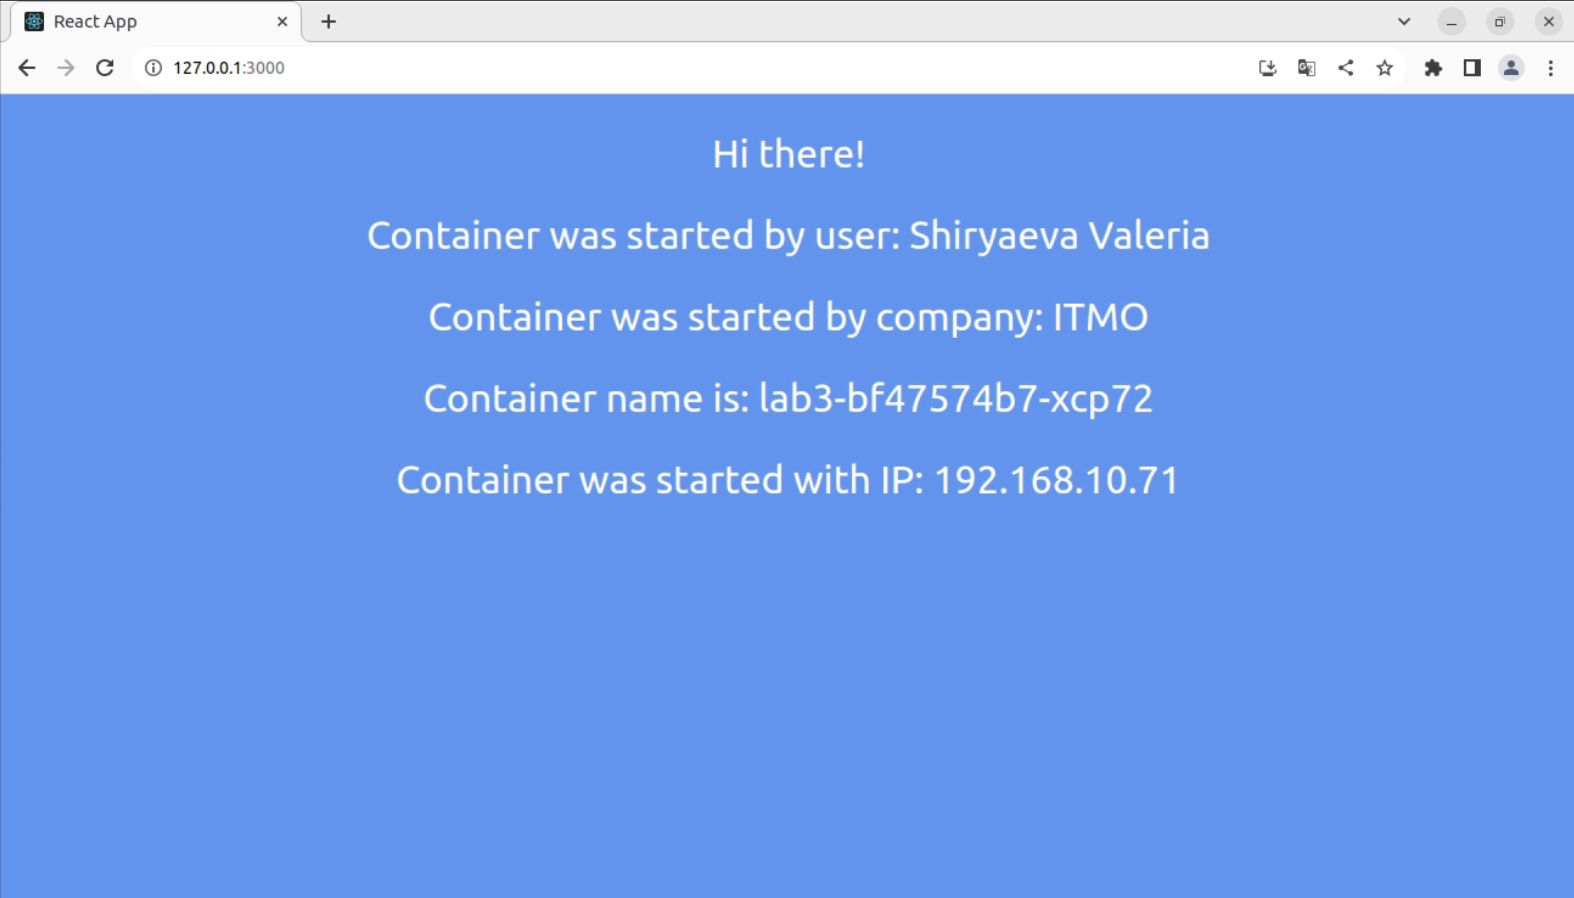 React App
127.0.0.1:3000
Hi there!
Container was started by user: Shiryaeva Valeria
Container was started by company: ITMO
Container name is: lab3-bf47574b7-xcp72
Container was started with IP: 192.168.10.71